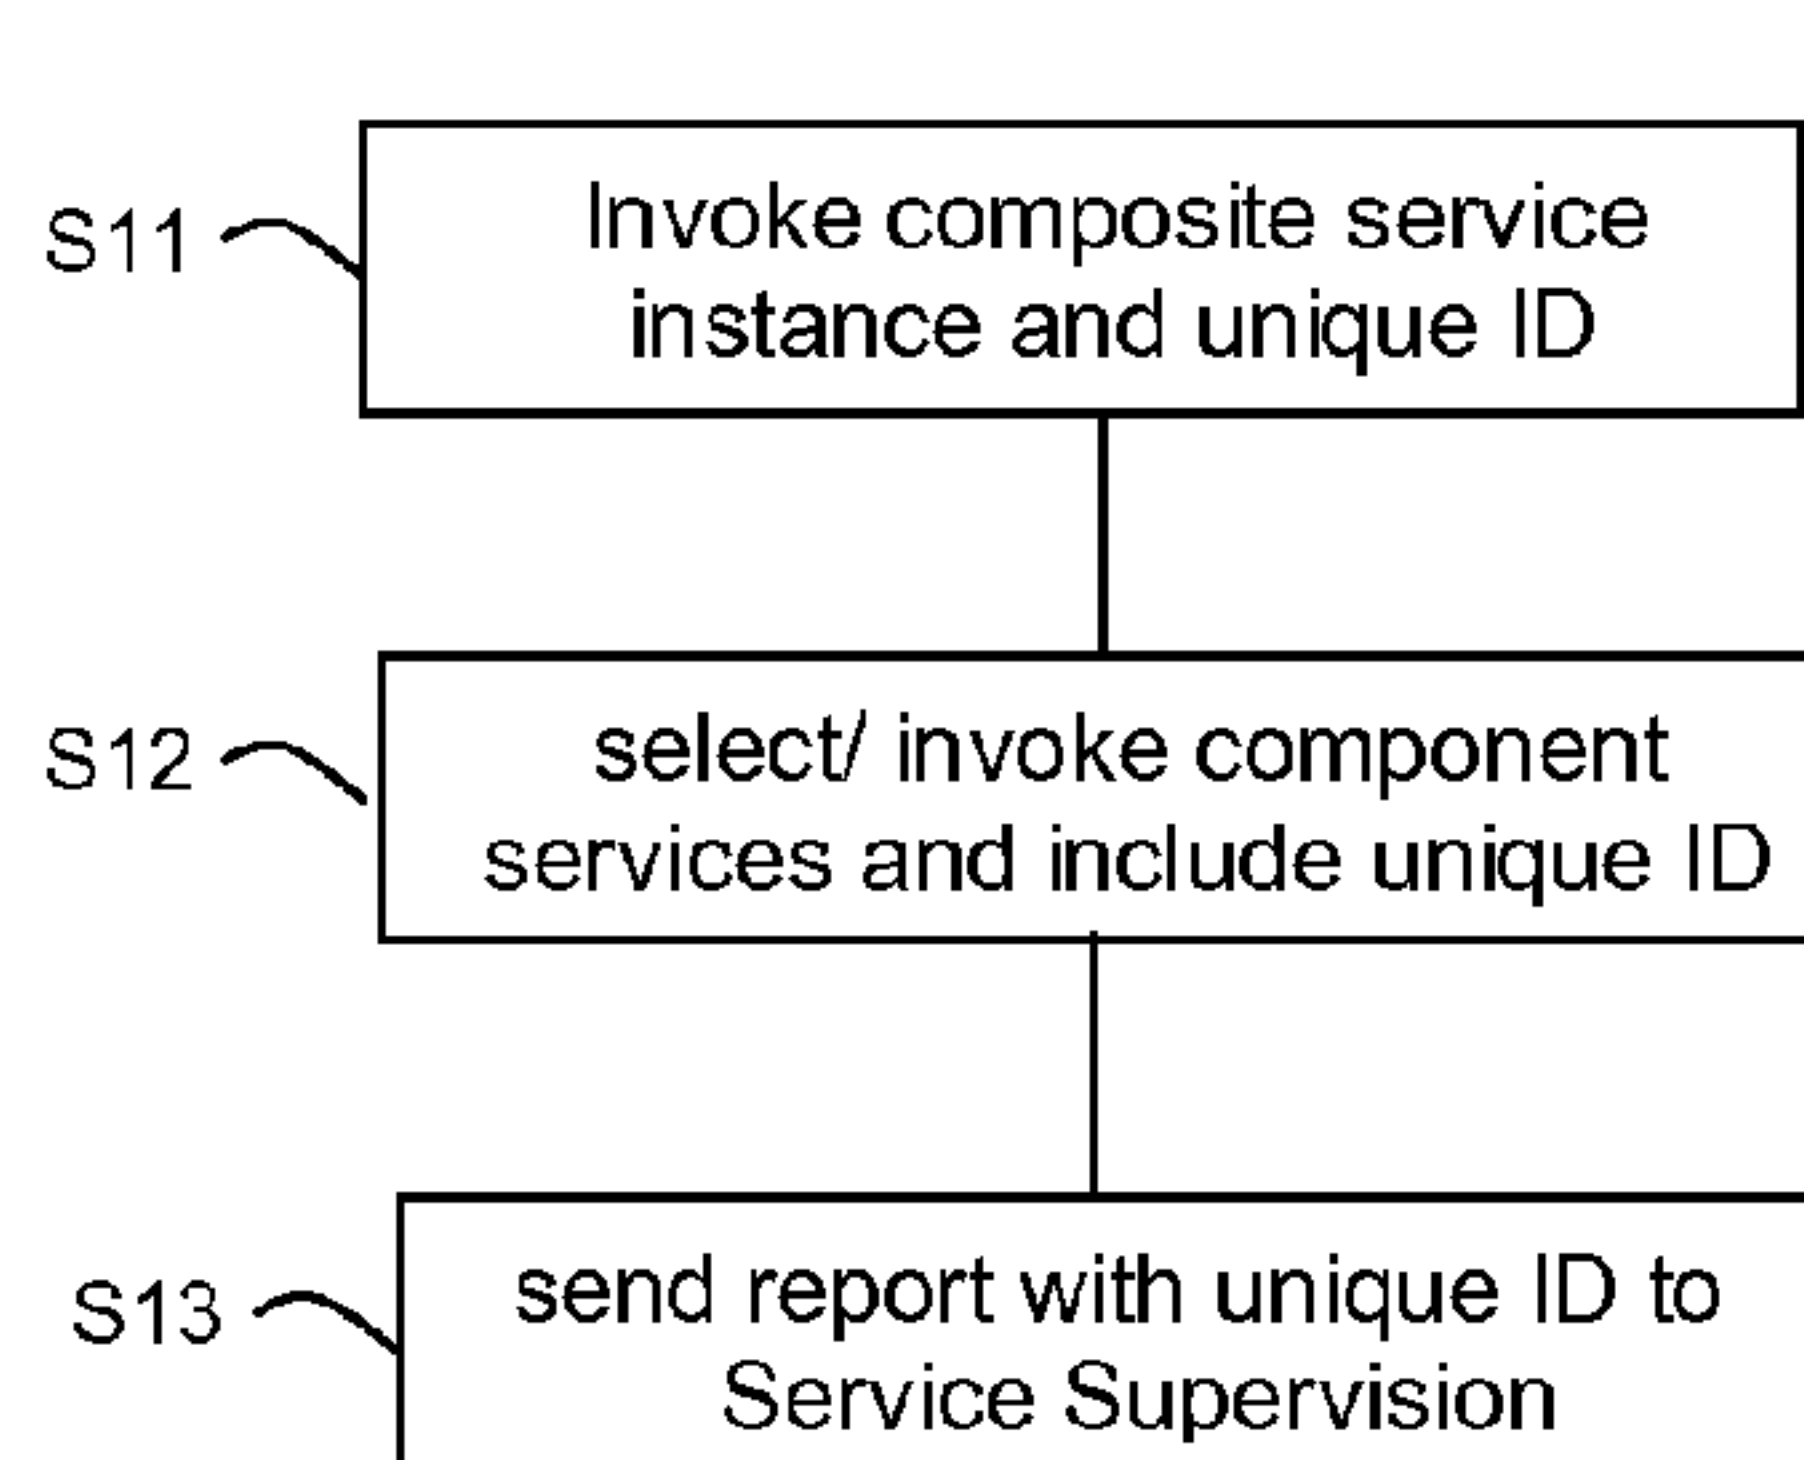 S11
Invoke composite service
instance and unique ID
S12
select/ invoke component
services and include unique ID
S13
send report with unique ID to
Service Supervision